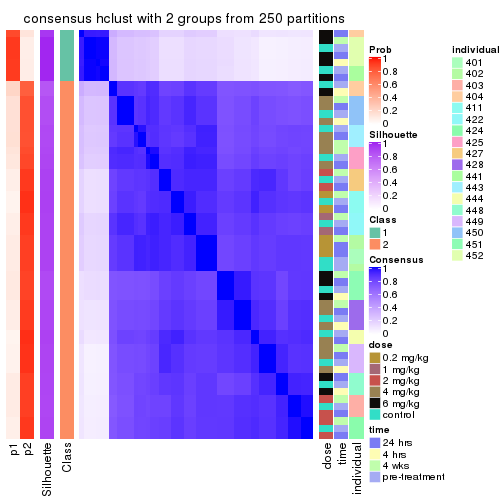 consensus hclust with 2 groups from 250 partitions
Prob
1
0.8
0.6
0.4
0.2
0
Silhouette
1
0.8
0.6
0.4
0.2
0
Class
1
2
Consensus
1
0.8
0.6
0.4
0.2
0
dose
0.2 mg/kg
1 mg/kg
2 mg/kg
4 mg/kg
6 mg/kg
control
time
24 hrs
4 hrs
4 wks
pre-treatment
individual
401
402
403
404
411
422
424
425
427
428
441
443
444
448
449
450
451
452
p1
p2
Silhouette
Class
dose
time
individual